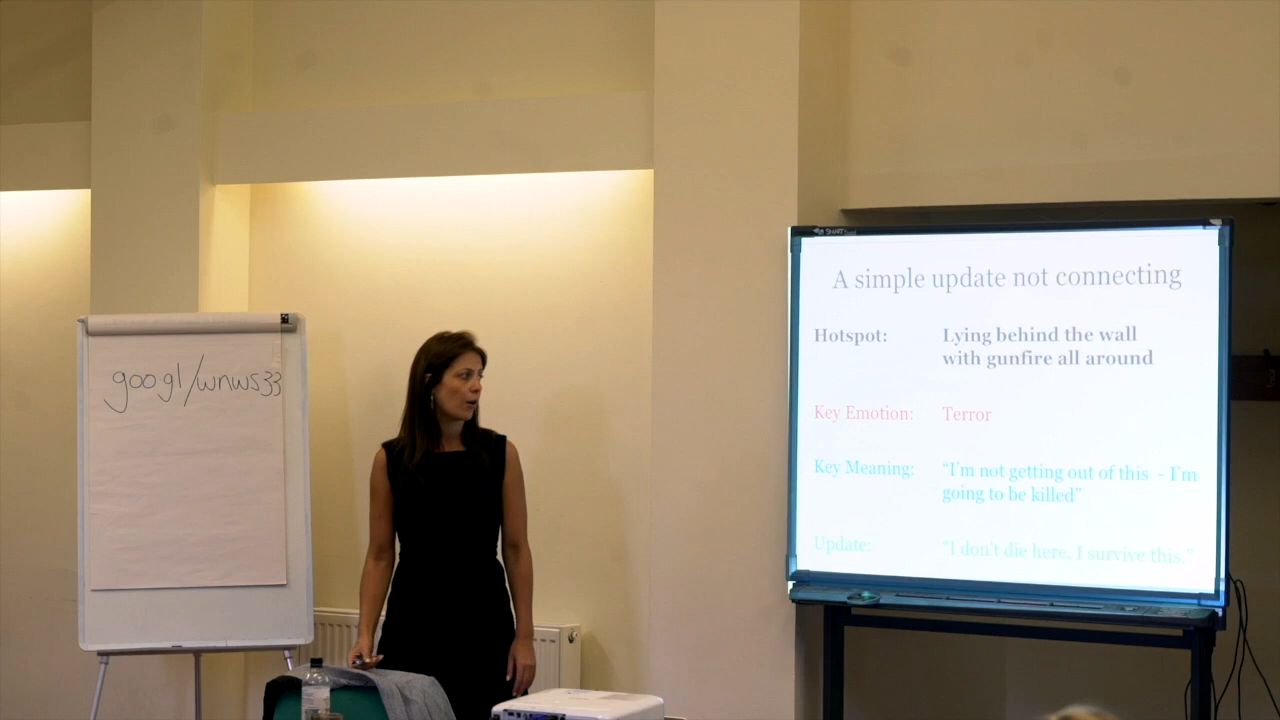 goo gl/wnws33
SMART
A simple update not connecting
Hotspot: Lying behind the wall
with gunfire all around
Key Emotion: Terror
Key Meaning: “I’m not getting out of this - I’m
going to be killed”
Update: “I don’t die here, I survive this.”